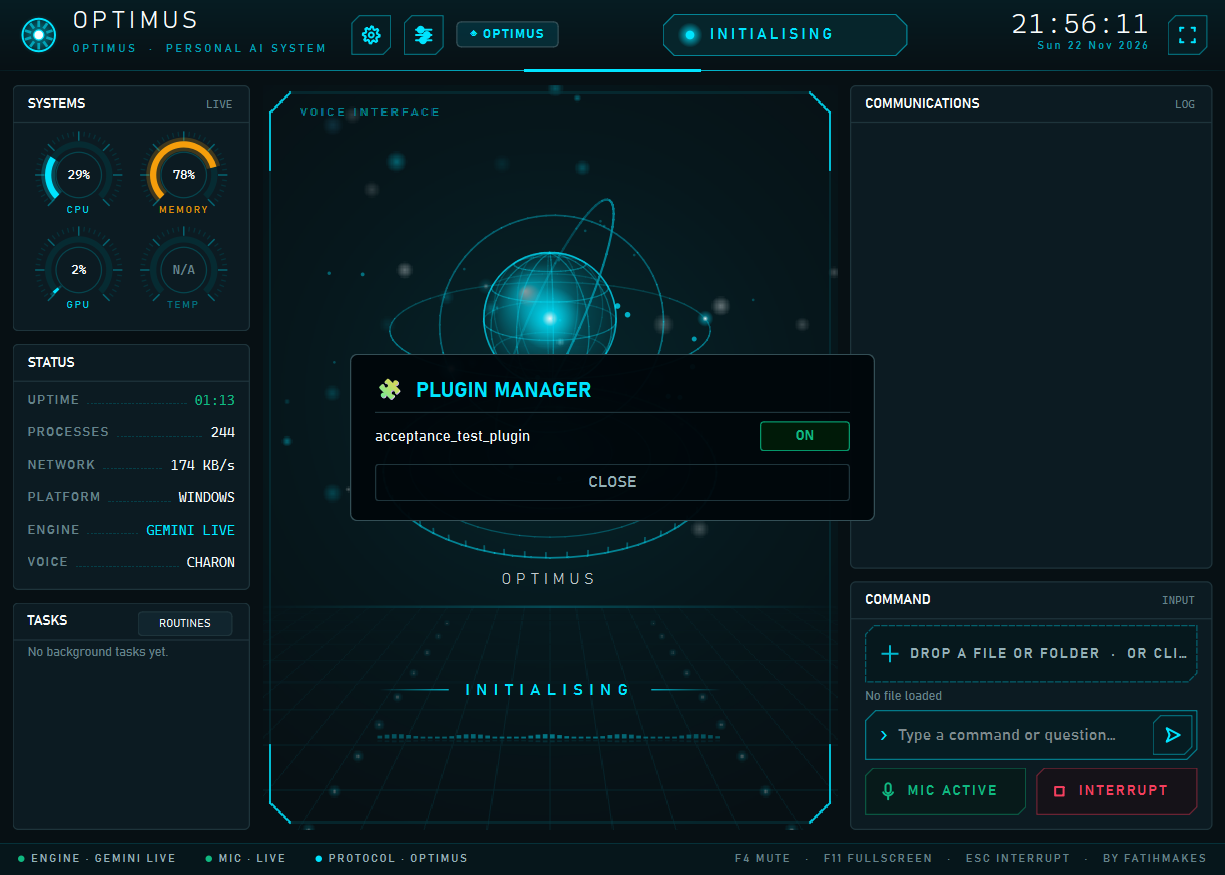 OPTIMUS
OPTIMUS · PERSONAL AI SYSTEM
OPTIMUS
INITIALISING
21:56:11
Sun 22 Nov 2026
SYSTEMS LIVE
29%
CPU
78%
MEMORY
2%
GPU
N/A
TEMP
STATUS
UPTIME 01:13
PROCESSES 244
NETWORK 174 KB/s
PLATFORM WINDOWS
ENGINE GEMINI LIVE
VOICE CHARON
TASKS ROUTINES
No background tasks yet.
VOICE INTERFACE
PLUGIN MANAGER
acceptance_test_plugin ON
CLOSE
OPTIMUS
INITIALISING
COMMUNICATIONS LOG
COMMAND INPUT
DROP A FILE OR FOLDER · OR CLI…
No file loaded
› Type a command or question…
MIC ACTIVE INTERRUPT
ENGINE · GEMINI LIVE MIC · LIVE PROTOCOL · OPTIMUS
F4 MUTE · F11 FULLSCREEN · ESC INTERRUPT · BY FATIHMAKES